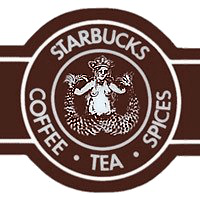 STARBUCKS
COFFEE • TEA • SPICES